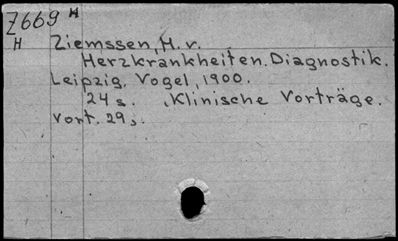 Z669 H
H Ziemssen, H. v.
Herzkrankheiten. Diagnostik.
Leipzig, Vogel, 1900.
24 s. , Klinische Vorträge.
Vort. 29,.